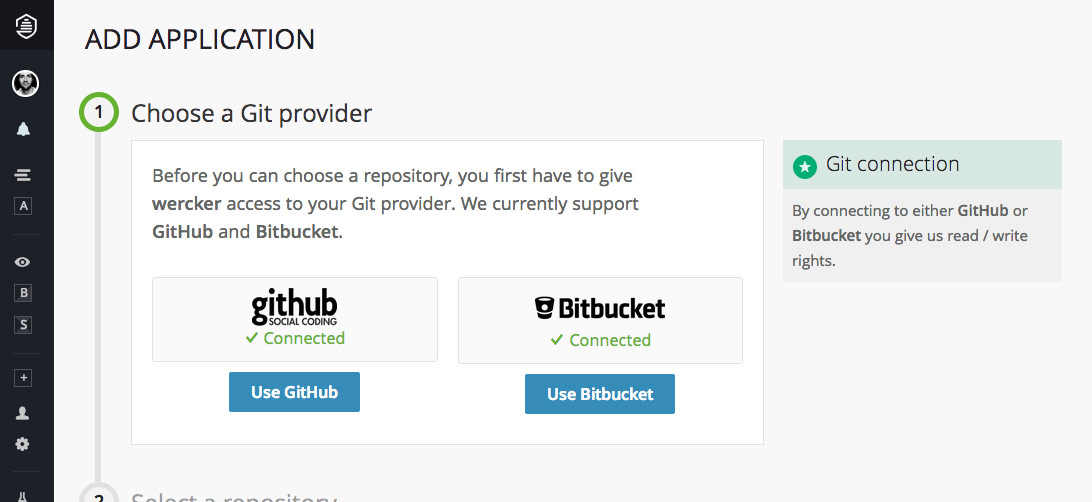 ADD APPLICATION
1
Choose a Git provider
Before you can choose a repository, you first have to give
wercker access to your Git provider. We currently support
GitHub and Bitbucket.
github
SOCIAL CODING
✓ Connected
Use GitHub
Bitbucket
✓ Connected
Use Bitbucket
Git connection
By connecting to either GitHub or
Bitbucket you give us read / write
rights.
A
B
S
+
2
Select a repository